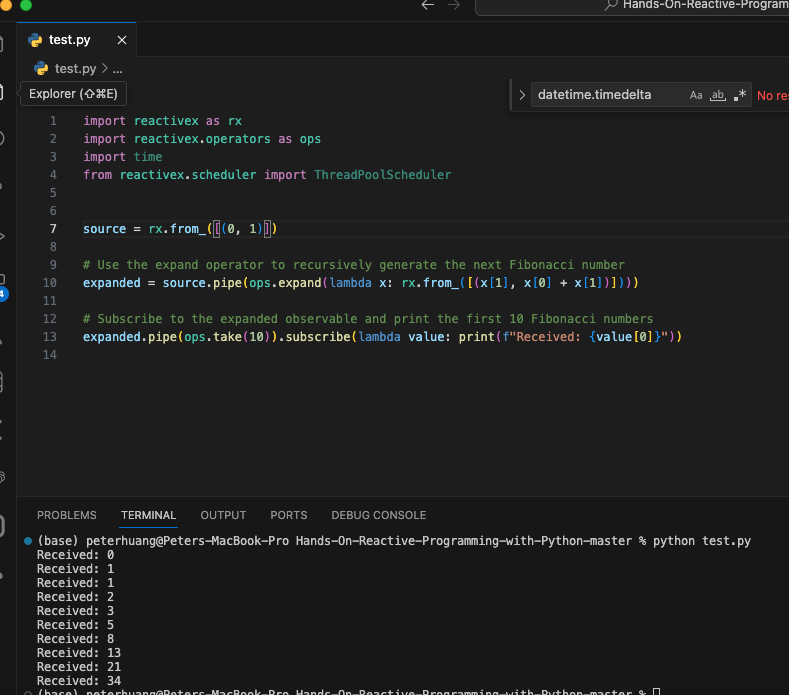 Hands-On-Reactive-Program
test.py
test.py > ...
Explorer (⇧⌘E)
datetime.timedelta
Aa
ab
.*
No res
1 import reactivex as rx
2 import reactivex.operators as ops
3 import time
4 from reactivex.scheduler import ThreadPoolScheduler
5
6
7 source = rx.from_([(0, 1)])
8
9 # Use the expand operator to recursively generate the next Fibonacci number
10 expanded = source.pipe(ops.expand(lambda x: rx.from_([(x[1], x[0] + x[1])])))
11
12 # Subscribe to the expanded observable and print the first 10 Fibonacci numbers
13 expanded.pipe(ops.take(10)).subscribe(lambda value: print(f"Received: {value[0]}"))
14
4
PROBLEMS TERMINAL OUTPUT PORTS DEBUG CONSOLE
(base) peterhuang@Peters-MacBook-Pro Hands-On-Reactive-Programming-with-Python-master % python test.py
Received: 0
Received: 1
Received: 1
Received: 2
Received: 3
Received: 5
Received: 8
Received: 13
Received: 21
Received: 34
(base) peterhuang@Peters-MacBook-Pro Hands-On-Reactive-Programming-with-Python-master %